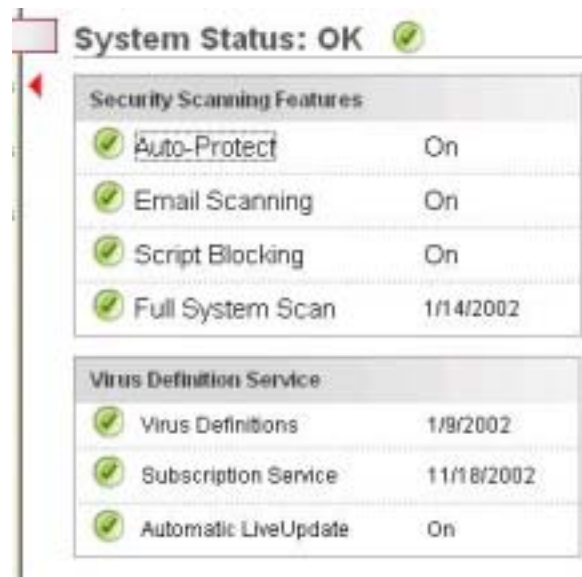 System Status: OK
Security Scanning Features
Auto-Protect On
Email Scanning On
Script Blocking On
Full System Scan 1/14/2002
Virus Definition Service
Virus Definitions 1/9/2002
Subscription Service 11/18/2002
Automatic LiveUpdate On